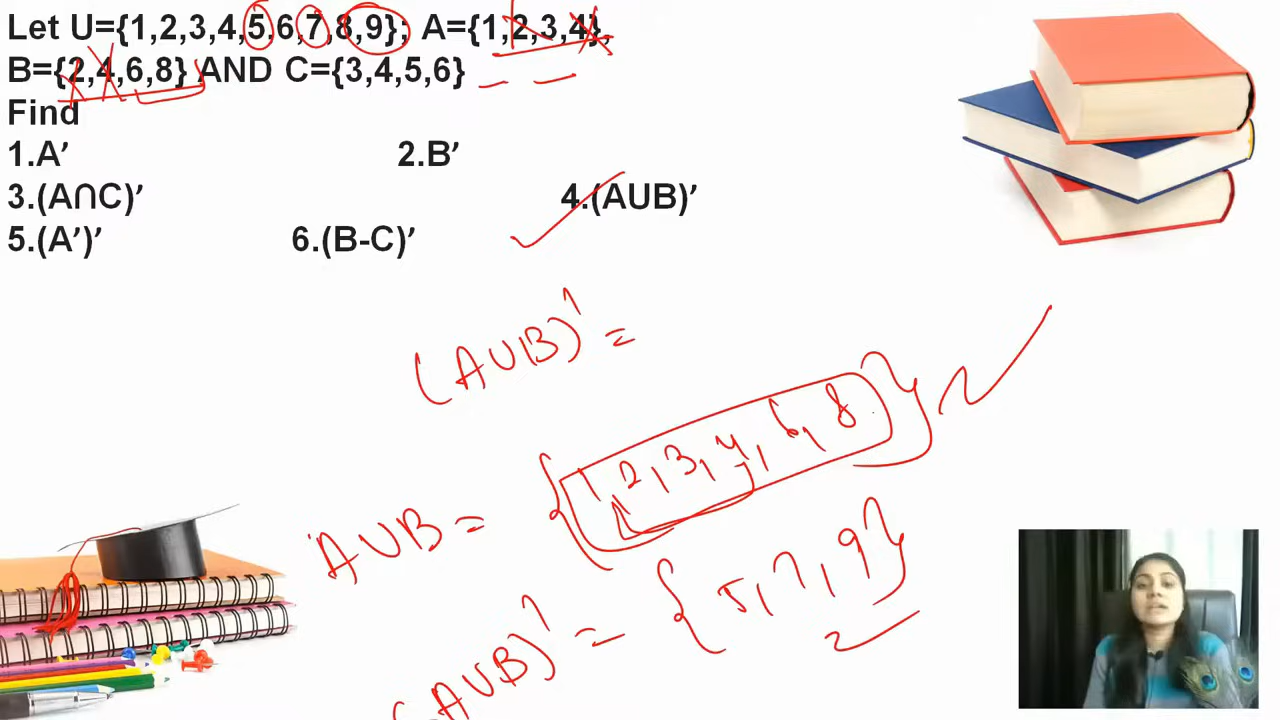 Let U={1,2,3,4,5,6,7,8,9}; A={1,2,3,4},
B={2,4,6,8} AND C={3,4,5,6}
Find
1.A’ 2.B’
3.(A∩C)’ 4.(AUB)’
5.(A’)’ 6.(B-C)’
(AUB)' =
AUB = {1,2,3,4,6,8}
(AUB)' = {5,7,9}